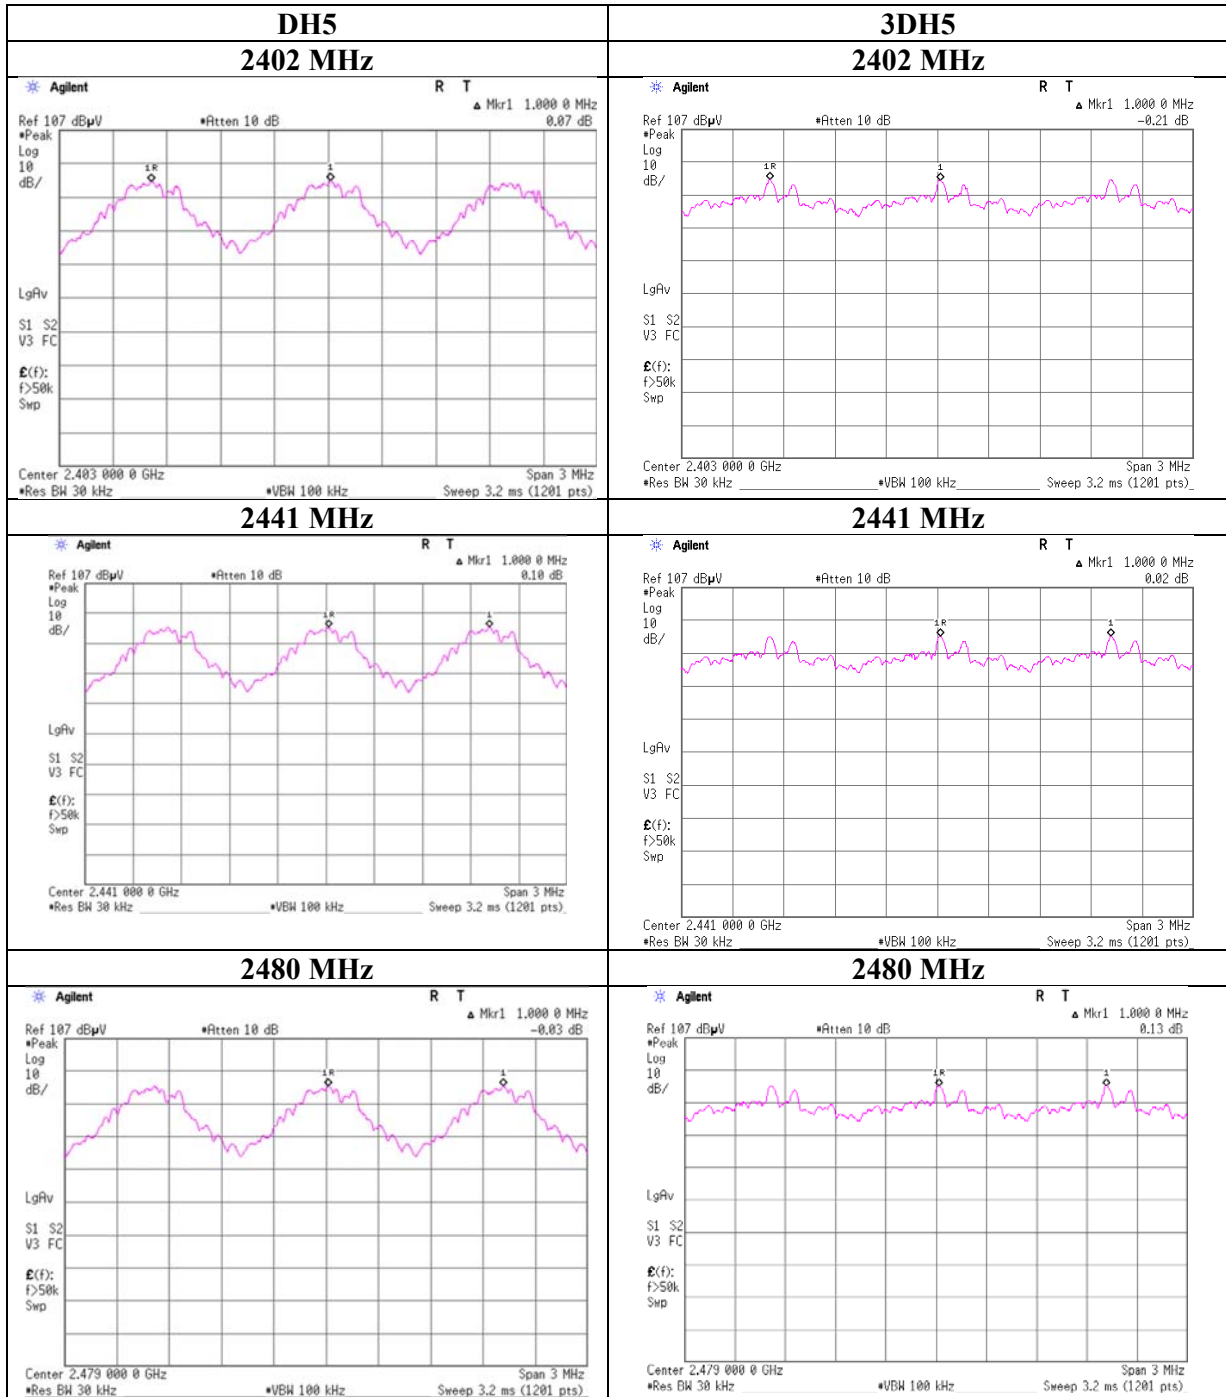 DH5 3DH5
2402 MHz 2402 MHz
Agilent R T
Δ Mkr1 1.000 0 MHz
Ref 107 dBµV #Atten 10 dB 0.07 dB
#Peak
Log
10
dB/
1R 1
LgAv
S1 S2
V3 FC
£(f):
f>50k
Swp
Center 2.403 000 0 GHz Span 3 MHz
#Res BW 30 kHz #VBW 100 kHz Sweep 3.2 ms (1201 pts)
Agilent R T
Δ Mkr1 1.000 0 MHz
Ref 107 dBµV #Atten 10 dB -0.21 dB
#Peak
Log
10
dB/
1R 1
LgAv
S1 S2
V3 FC
£(f):
f>50k
Swp
Center 2.403 000 0 GHz Span 3 MHz
#Res BW 30 kHz #VBW 100 kHz Sweep 3.2 ms (1201 pts)
2441 MHz 2441 MHz
Agilent R T
Δ Mkr1 1.000 0 MHz
Ref 107 dBµV #Atten 10 dB 0.10 dB
#Peak
Log
10
dB/
1R 1
LgAv
S1 S2
V3 FC
£(f):
f>50k
Swp
Center 2.441 000 0 GHz Span 3 MHz
#Res BW 30 kHz #VBW 100 kHz Sweep 3.2 ms (1201 pts)
Agilent R T
Δ Mkr1 1.000 0 MHz
Ref 107 dBµV #Atten 10 dB 0.02 dB
#Peak
Log
10
dB/
1R 1
LgAv
S1 S2
V3 FC
£(f):
f>50k
Swp
Center 2.441 000 0 GHz Span 3 MHz
#Res BW 30 kHz #VBW 100 kHz Sweep 3.2 ms (1201 pts)
2480 MHz 2480 MHz
Agilent R T
Δ Mkr1 1.000 0 MHz
Ref 107 dBµV #Atten 10 dB -0.03 dB
#Peak
Log
10
dB/
1R 1
LgAv
S1 S2
V3 FC
£(f):
f>50k
Swp
Center 2.479 000 0 GHz Span 3 MHz
#Res BW 30 kHz #VBW 100 kHz Sweep 3.2 ms (1201 pts)
Agilent R T
Δ Mkr1 1.000 0 MHz
Ref 107 dBµV #Atten 10 dB 0.13 dB
#Peak
Log
10
dB/
1R 1
LgAv
S1 S2
V3 FC
£(f):
f>50k
Swp
Center 2.479 000 0 GHz Span 3 MHz
#Res BW 30 kHz #VBW 100 kHz Sweep 3.2 ms (1201 pts)